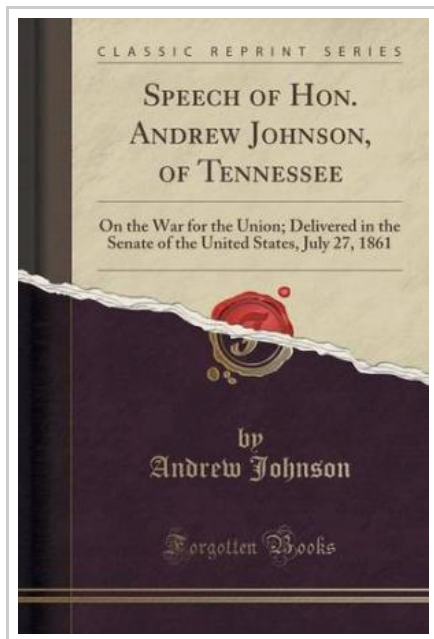 CLASSIC REPRINT SERIES
SPEECH OF HON.
ANDREW JOHNSON,
OF TENNESSEE
On the War for the Union; Delivered in the
Senate of the United States, July 27, 1861
by
Andrew Johnson
Forgotten Books